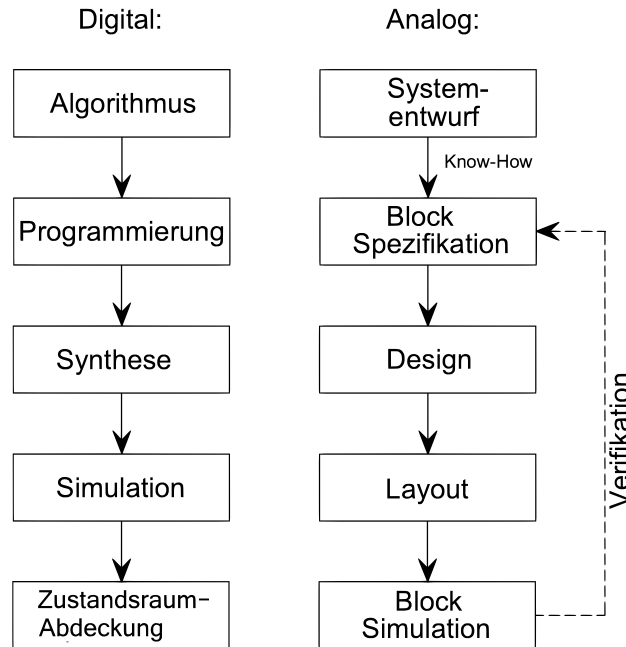 Digital:
Algorithmus
Programmierung
Synthese
Simulation
Zustandsraum-
Abdeckung
Analog:
System-
entwurf
Know-How
Block
Spezifikation
Design
Layout
Block
Simulation
Verifikation